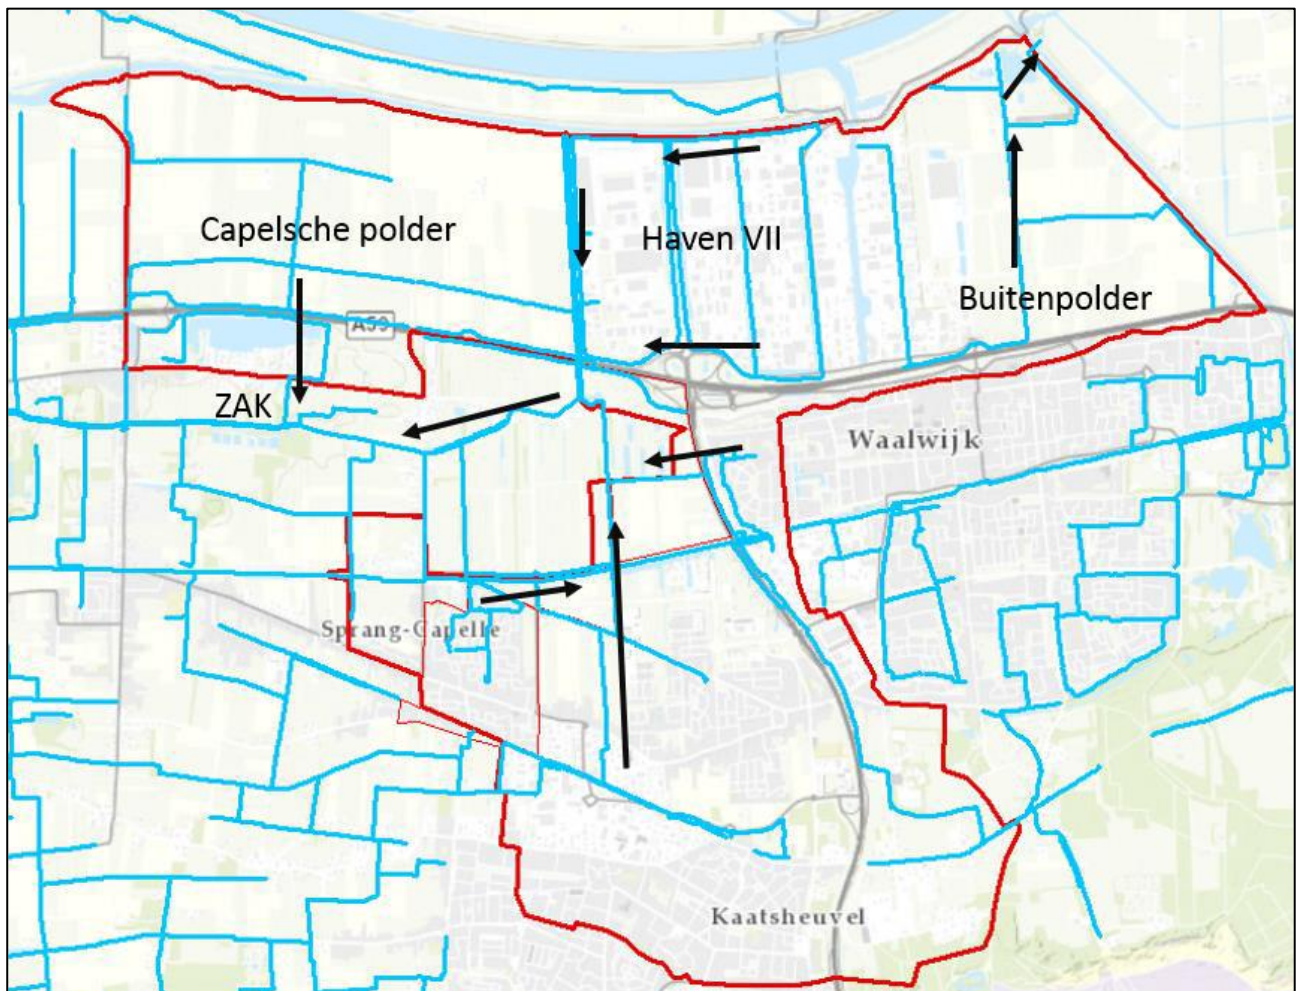 Capelsche polder
Haven VII
Buitenpolder
A59
ZAK
Waalwijk
Sprang-Capelle
Kaatsheuvel